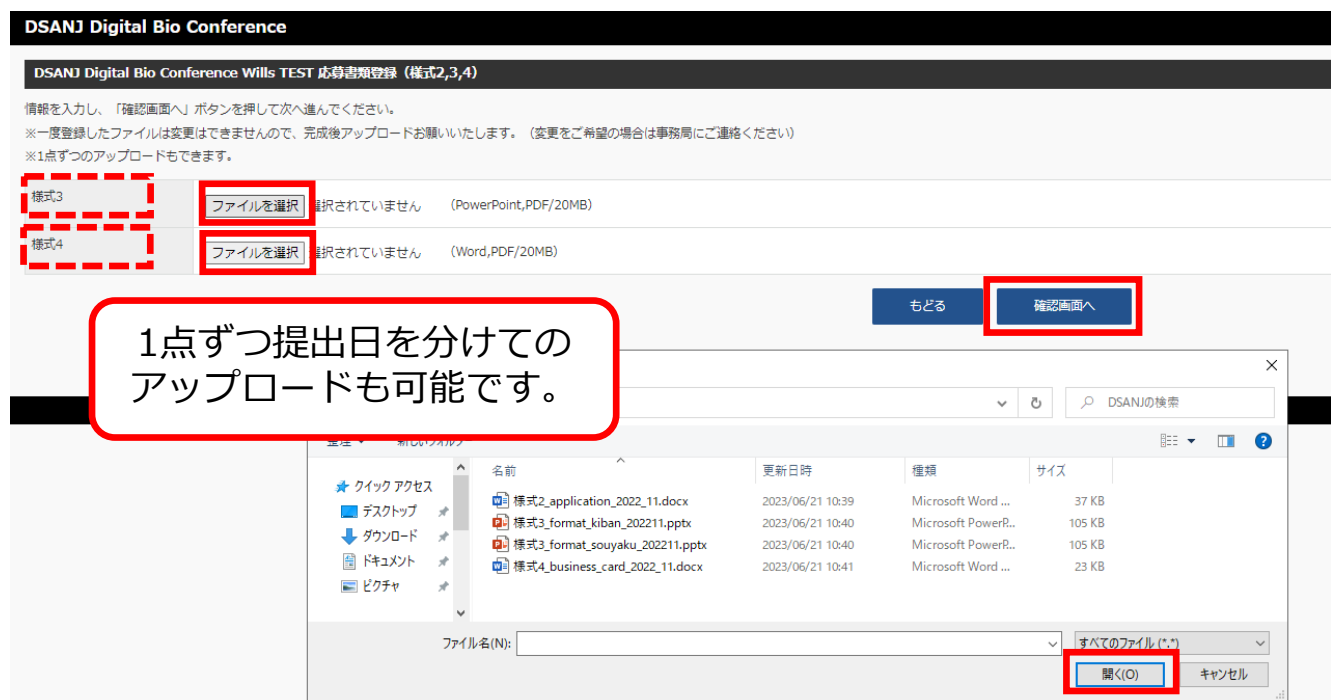 DSANJ Digital Bio Conference
DSANJ Digital Bio Conference Wills TEST 応募書類登録（様式2,3,4）
情報を入力し、「確認画面へ」ボタンを押して次へ進んでください。
※一度登録したファイルは変更はできませんので、完成後アップロードお願いいたします。（変更をご希望の場合は事務局にご連絡ください）
※1点ずつのアップロードもできます。
様式3 ファイルを選択 選択されていません （PowerPoint,PDF/20MB）
様式4 ファイルを選択 選択されていません （Word,PDF/20MB）
もどる 確認画面へ
1点ずつ提出日を分けての
アップロードも可能です。
DSANJの検索
整理 新しいフォルダー
名前 更新日時 種類 サイズ
クイック アクセス
デスクトップ
ダウンロード
ドキュメント
ピクチャ
様式2_application_2022_11.docx 2023/06/21 10:39 Microsoft Word ... 37 KB
様式3_format_kiban_202211.pptx 2023/06/21 10:40 Microsoft PowerP... 105 KB
様式3_format_souyaku_202211.pptx 2023/06/21 10:40 Microsoft PowerP... 105 KB
様式4_business_card_2022_11.docx 2023/06/21 10:41 Microsoft Word ... 23 KB
ファイル名(N): すべてのファイル (*.*)
開く(O) キャンセル